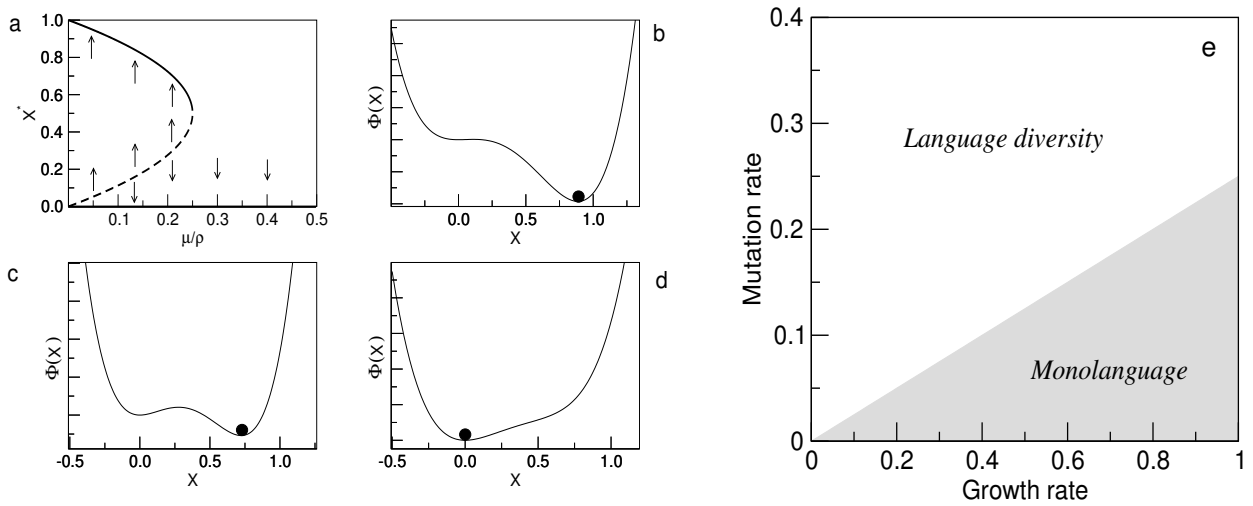 a
1.0
0.8
0.6
0.4
0.2
0.0
X*
0.1
0.2
0.3
0.4
0.5
μ/ρ
b
Φ(X)
0.0
0.5
1.0
X
c
Φ(X)
-0.5
0.0
0.5
1.0
X
d
Φ(X)
-0.5
0.0
0.5
1.0
X
e
0.4
0.3
0.2
0.1
0
Mutation rate
Language diversity
Monolanguage
0
0.2
0.4
0.6
0.8
1
Growth rate